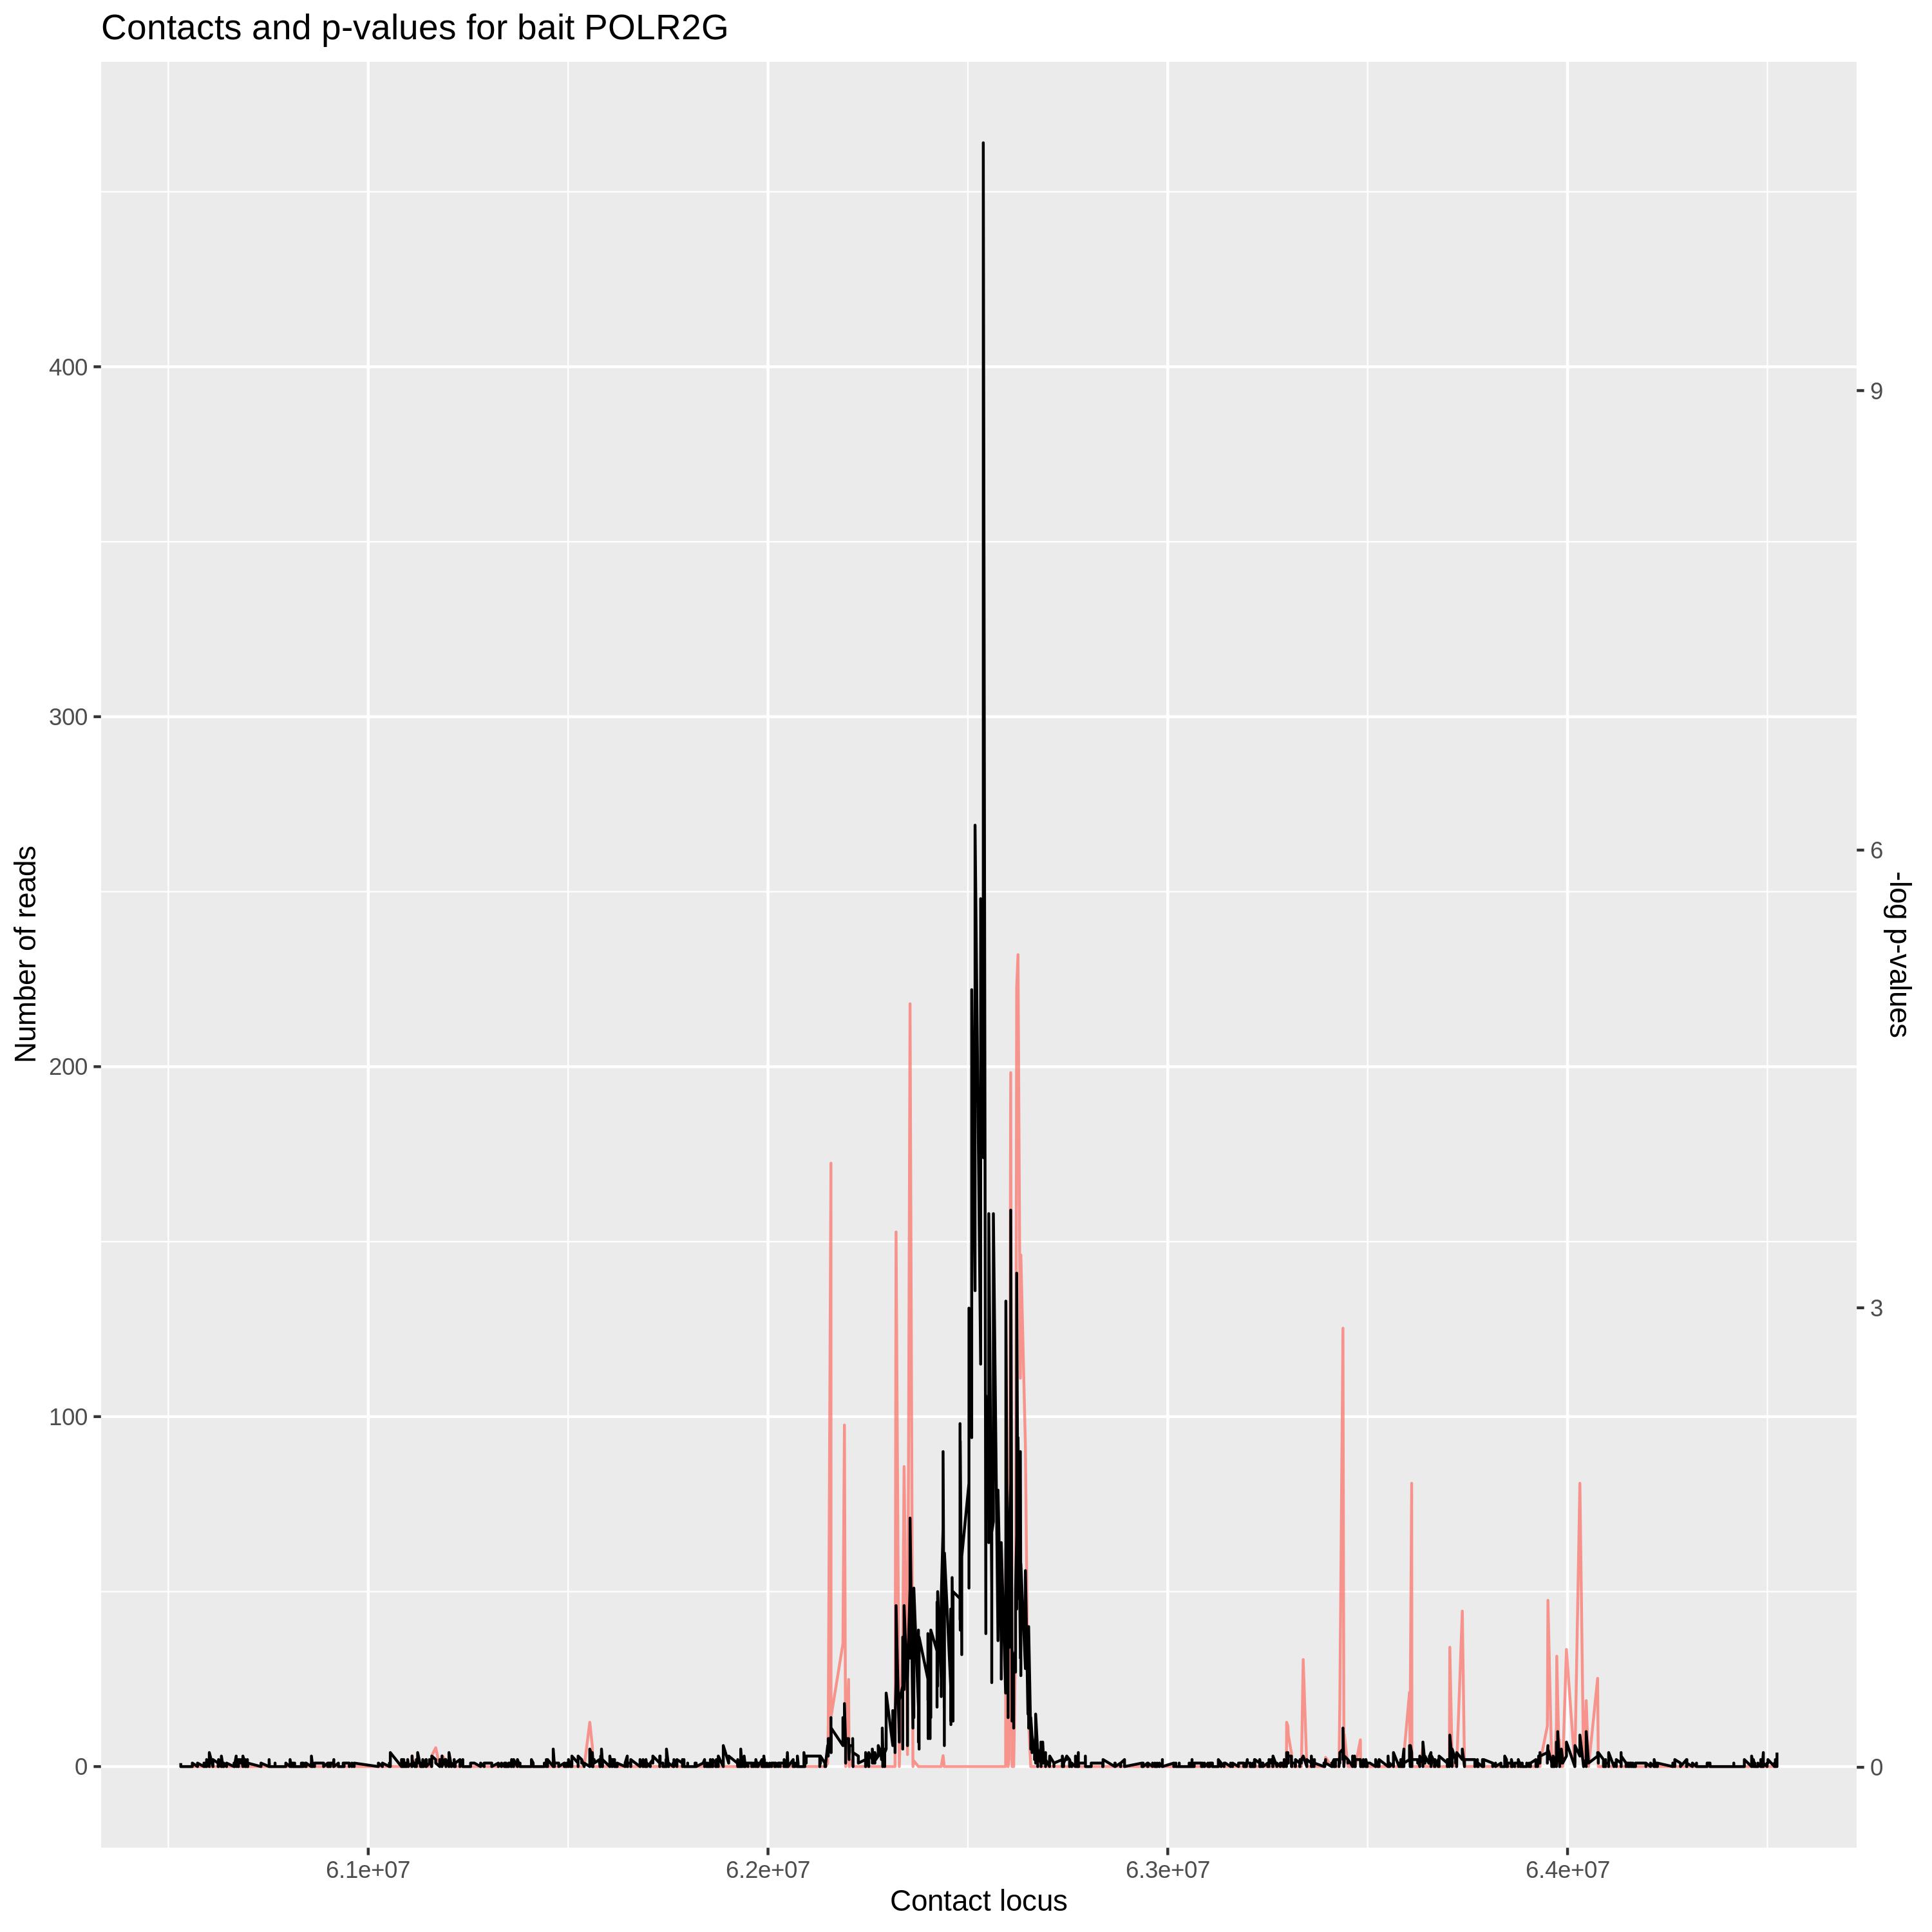 Contacts and p-values for bait POLR2G
400
300
200
100
0
Number of reads
9
6
3
0
-log p-values
6.1e+07
6.2e+07
6.3e+07
6.4e+07
Contact locus